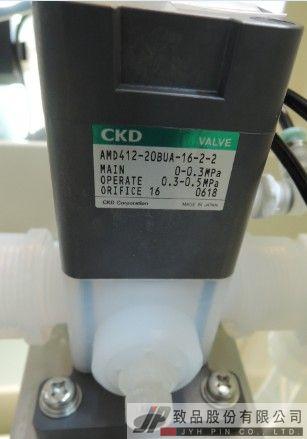 CKD
VALVE
AMD412-20BUA-16-2-2
MAIN 0-0.3MPa
OPERATE 0.3-0.5MPa
ORIFICE 16 0618
CKD Corporation MADE IN JAPAN
致品股份有限公司
JYH PIN CO., LTD.